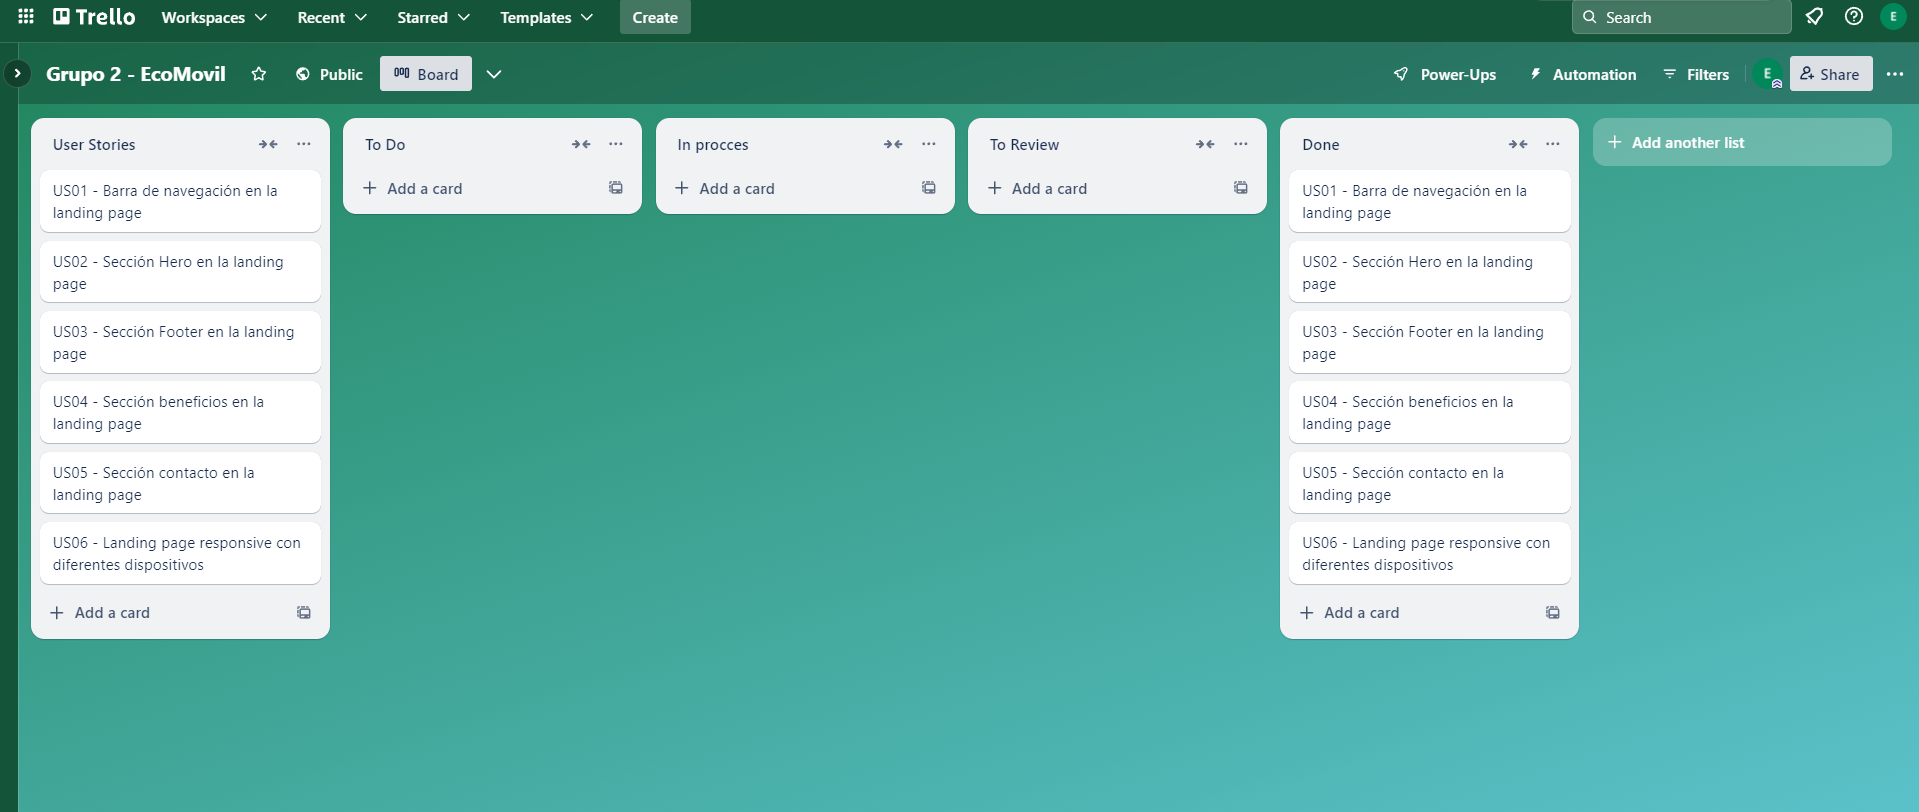 Trello Workspaces Recent Starred Templates Create Search E
Grupo 2 - EcoMovil Public Board Power-Ups Automation Filters E Share
User Stories
US01 - Barra de navegación en la
landing page
US02 - Sección Hero en la landing
page
US03 - Sección Footer en la landing
page
US04 - Sección beneficios en la
landing page
US05 - Sección contacto en la
landing page
US06 - Landing page responsive con
diferentes dispositivos
Add a card
To Do
Add a card
In procces
Add a card
To Review
Add a card
Done
US01 - Barra de navegación en la
landing page
US02 - Sección Hero en la landing
page
US03 - Sección Footer en la landing
page
US04 - Sección beneficios en la
landing page
US05 - Sección contacto en la
landing page
US06 - Landing page responsive con
diferentes dispositivos
Add a card
Add another list